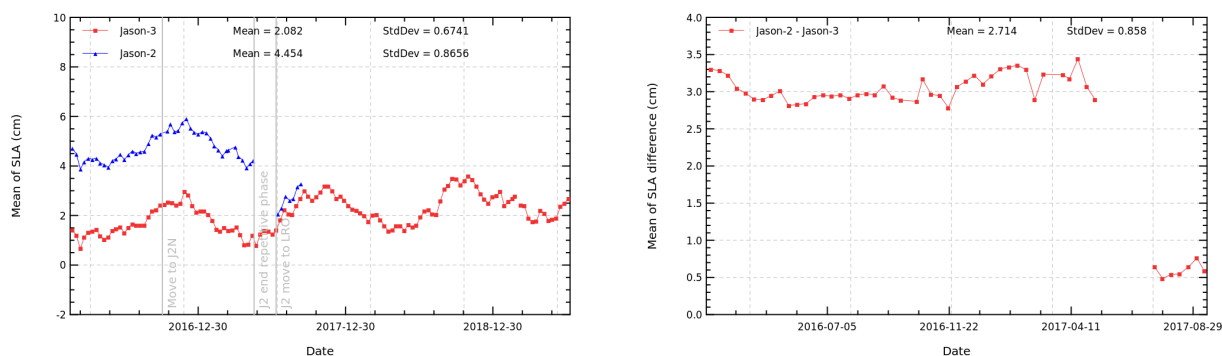 10
8
6
4
2
0
-2
Mean of SLA (cm)
Jason-3 Mean = 2.082 StdDev = 0.6741
Jason-2 Mean = 4.454 StdDev = 0.8656
Move to J2N
J2 end repetitive phase
J2 move to LRO
2016-12-30 2017-12-30 2018-12-30
Date
4.0
3.5
3.0
2.5
2.0
1.5
1.0
0.5
0.0
Mean of SLA difference (cm)
Jason-2 - Jason-3 Mean = 2.714 StdDev = 0.858
2016-07-05 2016-11-22 2017-04-11 2017-08-29
Date